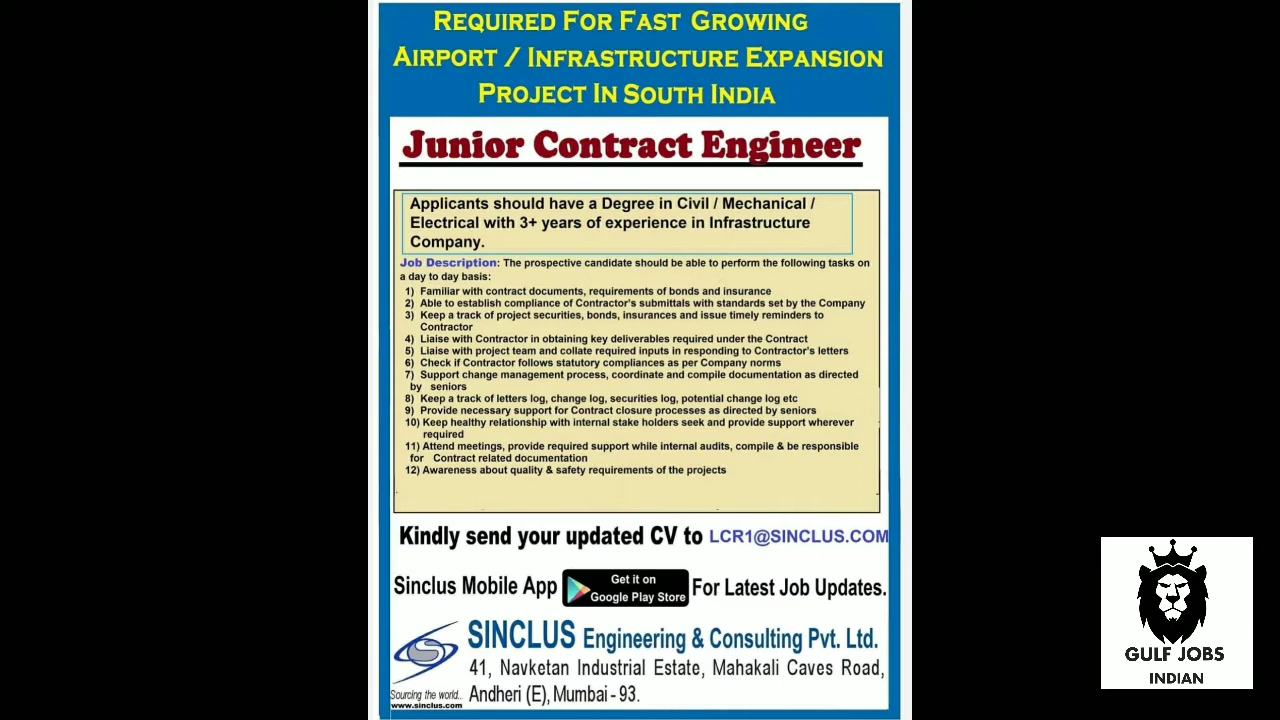 REQUIRED FOR FAST GROWING
AIRPORT / INFRASTRUCTURE EXPANSION
PROJECT IN SOUTH INDIA
Junior Contract Engineer
Applicants should have a Degree in Civil / Mechanical /
Electrical with 3+ years of experience in Infrastructure
Company.
Job Description: The prospective candidate should be able to perform the following tasks on
a day to day basis:
1) Familiar with contract documents, requirements of bonds and insurance
2) Able to establish compliance of Contractor's submittals with standards set by the Company
3) Keep a track of project securities, bonds, insurances and issue timely reminders to
Contractor
4) Liaise with Contractor in obtaining key deliverables required under the Contract
5) Liaise with project team and collate required inputs in responding to Contractor's letters
6) Check if Contractor follows statutory compliances as per Company norms
7) Support change management process, coordinate and compile documentation as directed
by seniors
8) Keep a track of letters log, change log, securities log, potential change log etc
9) Provide necessary support for Contract closure processes as directed by seniors
10) Keep healthy relationship with internal stake holders seek and provide support wherever
required
11) Attend meetings, provide required support while internal audits, compile & be responsible
for Contract related documentation
12) Awareness about quality & safety requirements of the projects
Kindly send your updated CV to LCR1@SINCLUS.COM
Sinclus Mobile App Get it on Google Play Store For Latest Job Updates.
SINCLUS Engineering & Consulting Pvt. Ltd.
41, Navketan Industrial Estate, Mahakali Caves Road,
Andheri (E), Mumbai - 93.
Sourcing the world..
www.sinclus.com
GULF JOBS
INDIAN